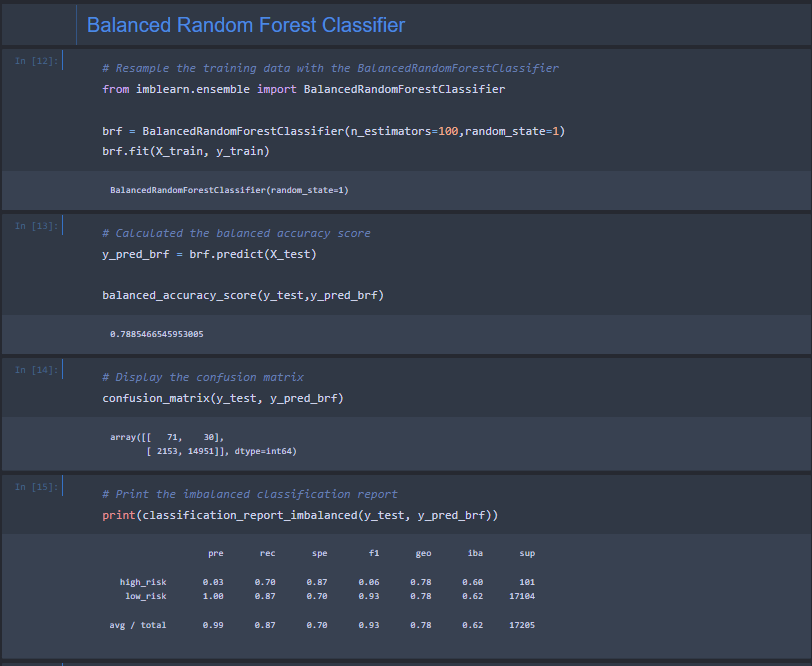 Balanced Random Forest Classifier
In [12]:
# Resample the training data with the BalancedRandomForestClassifier
from imblearn.ensemble import BalancedRandomForestClassifier
brf = BalancedRandomForestClassifier(n_estimators=100,random_state=1)
brf.fit(X_train, y_train)
BalancedRandomForestClassifier(random_state=1)
In [13]:
# Calculated the balanced accuracy score
y_pred_brf = brf.predict(X_test)
balanced_accuracy_score(y_test,y_pred_brf)
0.7885466545953005
In [14]:
# Display the confusion matrix
confusion_matrix(y_test, y_pred_brf)
array([[   71,    30],
       [ 2153, 14951]], dtype=int64)
In [15]:
# Print the imbalanced classification report
print(classification_report_imbalanced(y_test, y_pred_brf))
pre rec spe f1 geo iba sup
high_risk 0.03 0.70 0.87 0.06 0.78 0.60 101
low_risk 1.00 0.87 0.70 0.93 0.78 0.62 17104
avg / total 0.99 0.87 0.70 0.93 0.78 0.62 17205